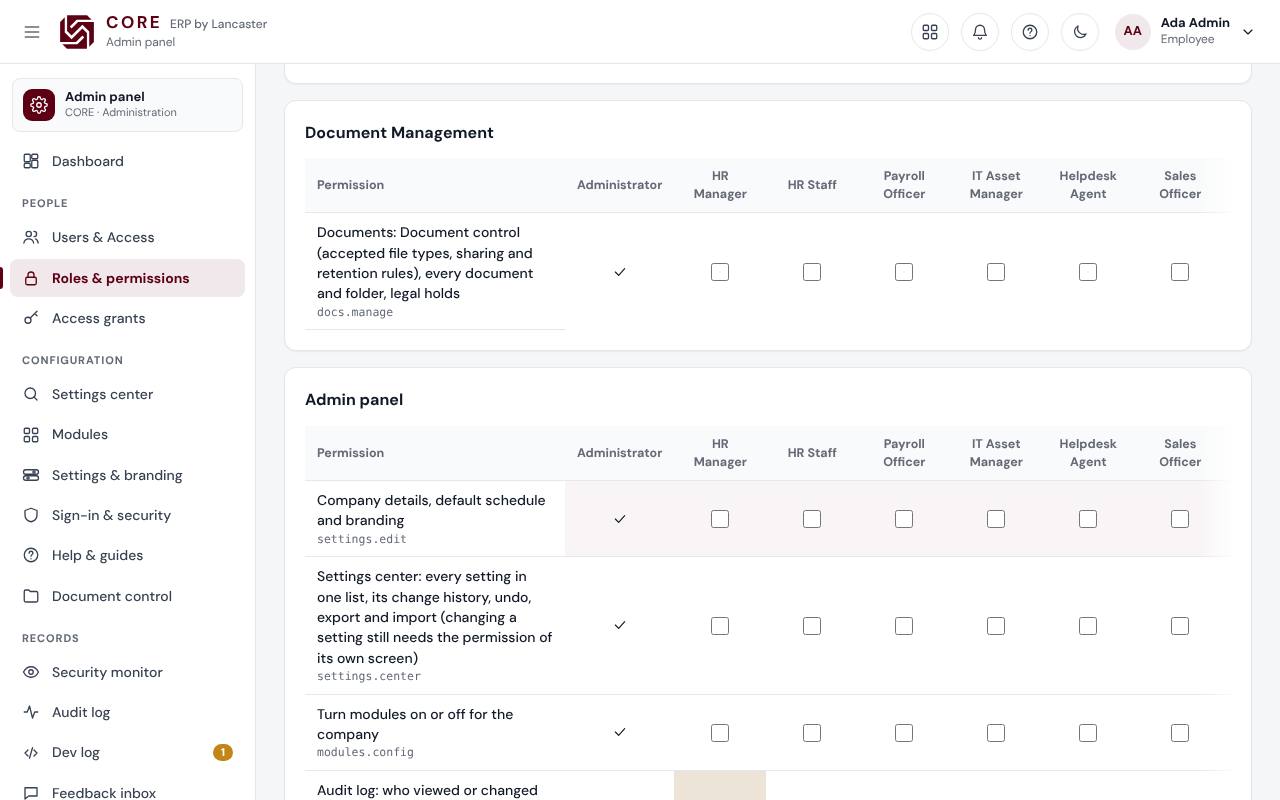 CORE ERP by Lancaster
Admin panel
AA
Ada Admin
Employee
Admin panel
CORE · Administration
Dashboard
PEOPLE
Users & Access
Roles & permissions
Access grants
CONFIGURATION
Settings center
Modules
Settings & branding
Sign-in & security
Help & guides
Document control
RECORDS
Security monitor
Audit log
Dev log 1
Feedback inbox
Document Management
Permission Administrator HR Manager HR Staff Payroll Officer IT Asset Manager Helpdesk Agent Sales Officer
Documents: Document control
(accepted file types, sharing and
retention rules), every document
and folder, legal holds
docs.manage
Admin panel
Permission Administrator HR Manager HR Staff Payroll Officer IT Asset Manager Helpdesk Agent Sales Officer
Company details, default schedule
and branding
settings.edit
Settings center: every setting in
one list, its change history, undo,
export and import (changing a
setting still needs the permission of
its own screen)
settings.center
Turn modules on or off for the
company
modules.config
Audit log: who viewed or changed